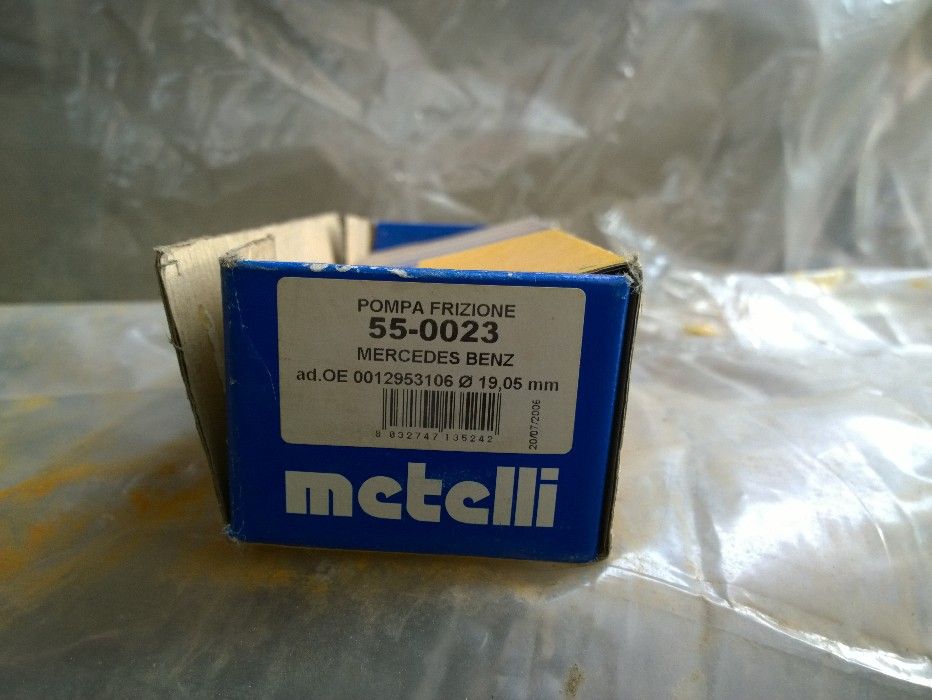 POMPA FRIZIONE
55-0023
MERCEDES BENZ
ad.OE 0012953106 Ø 19,05 mm
8 032747 135242
20/07/2006
metelli